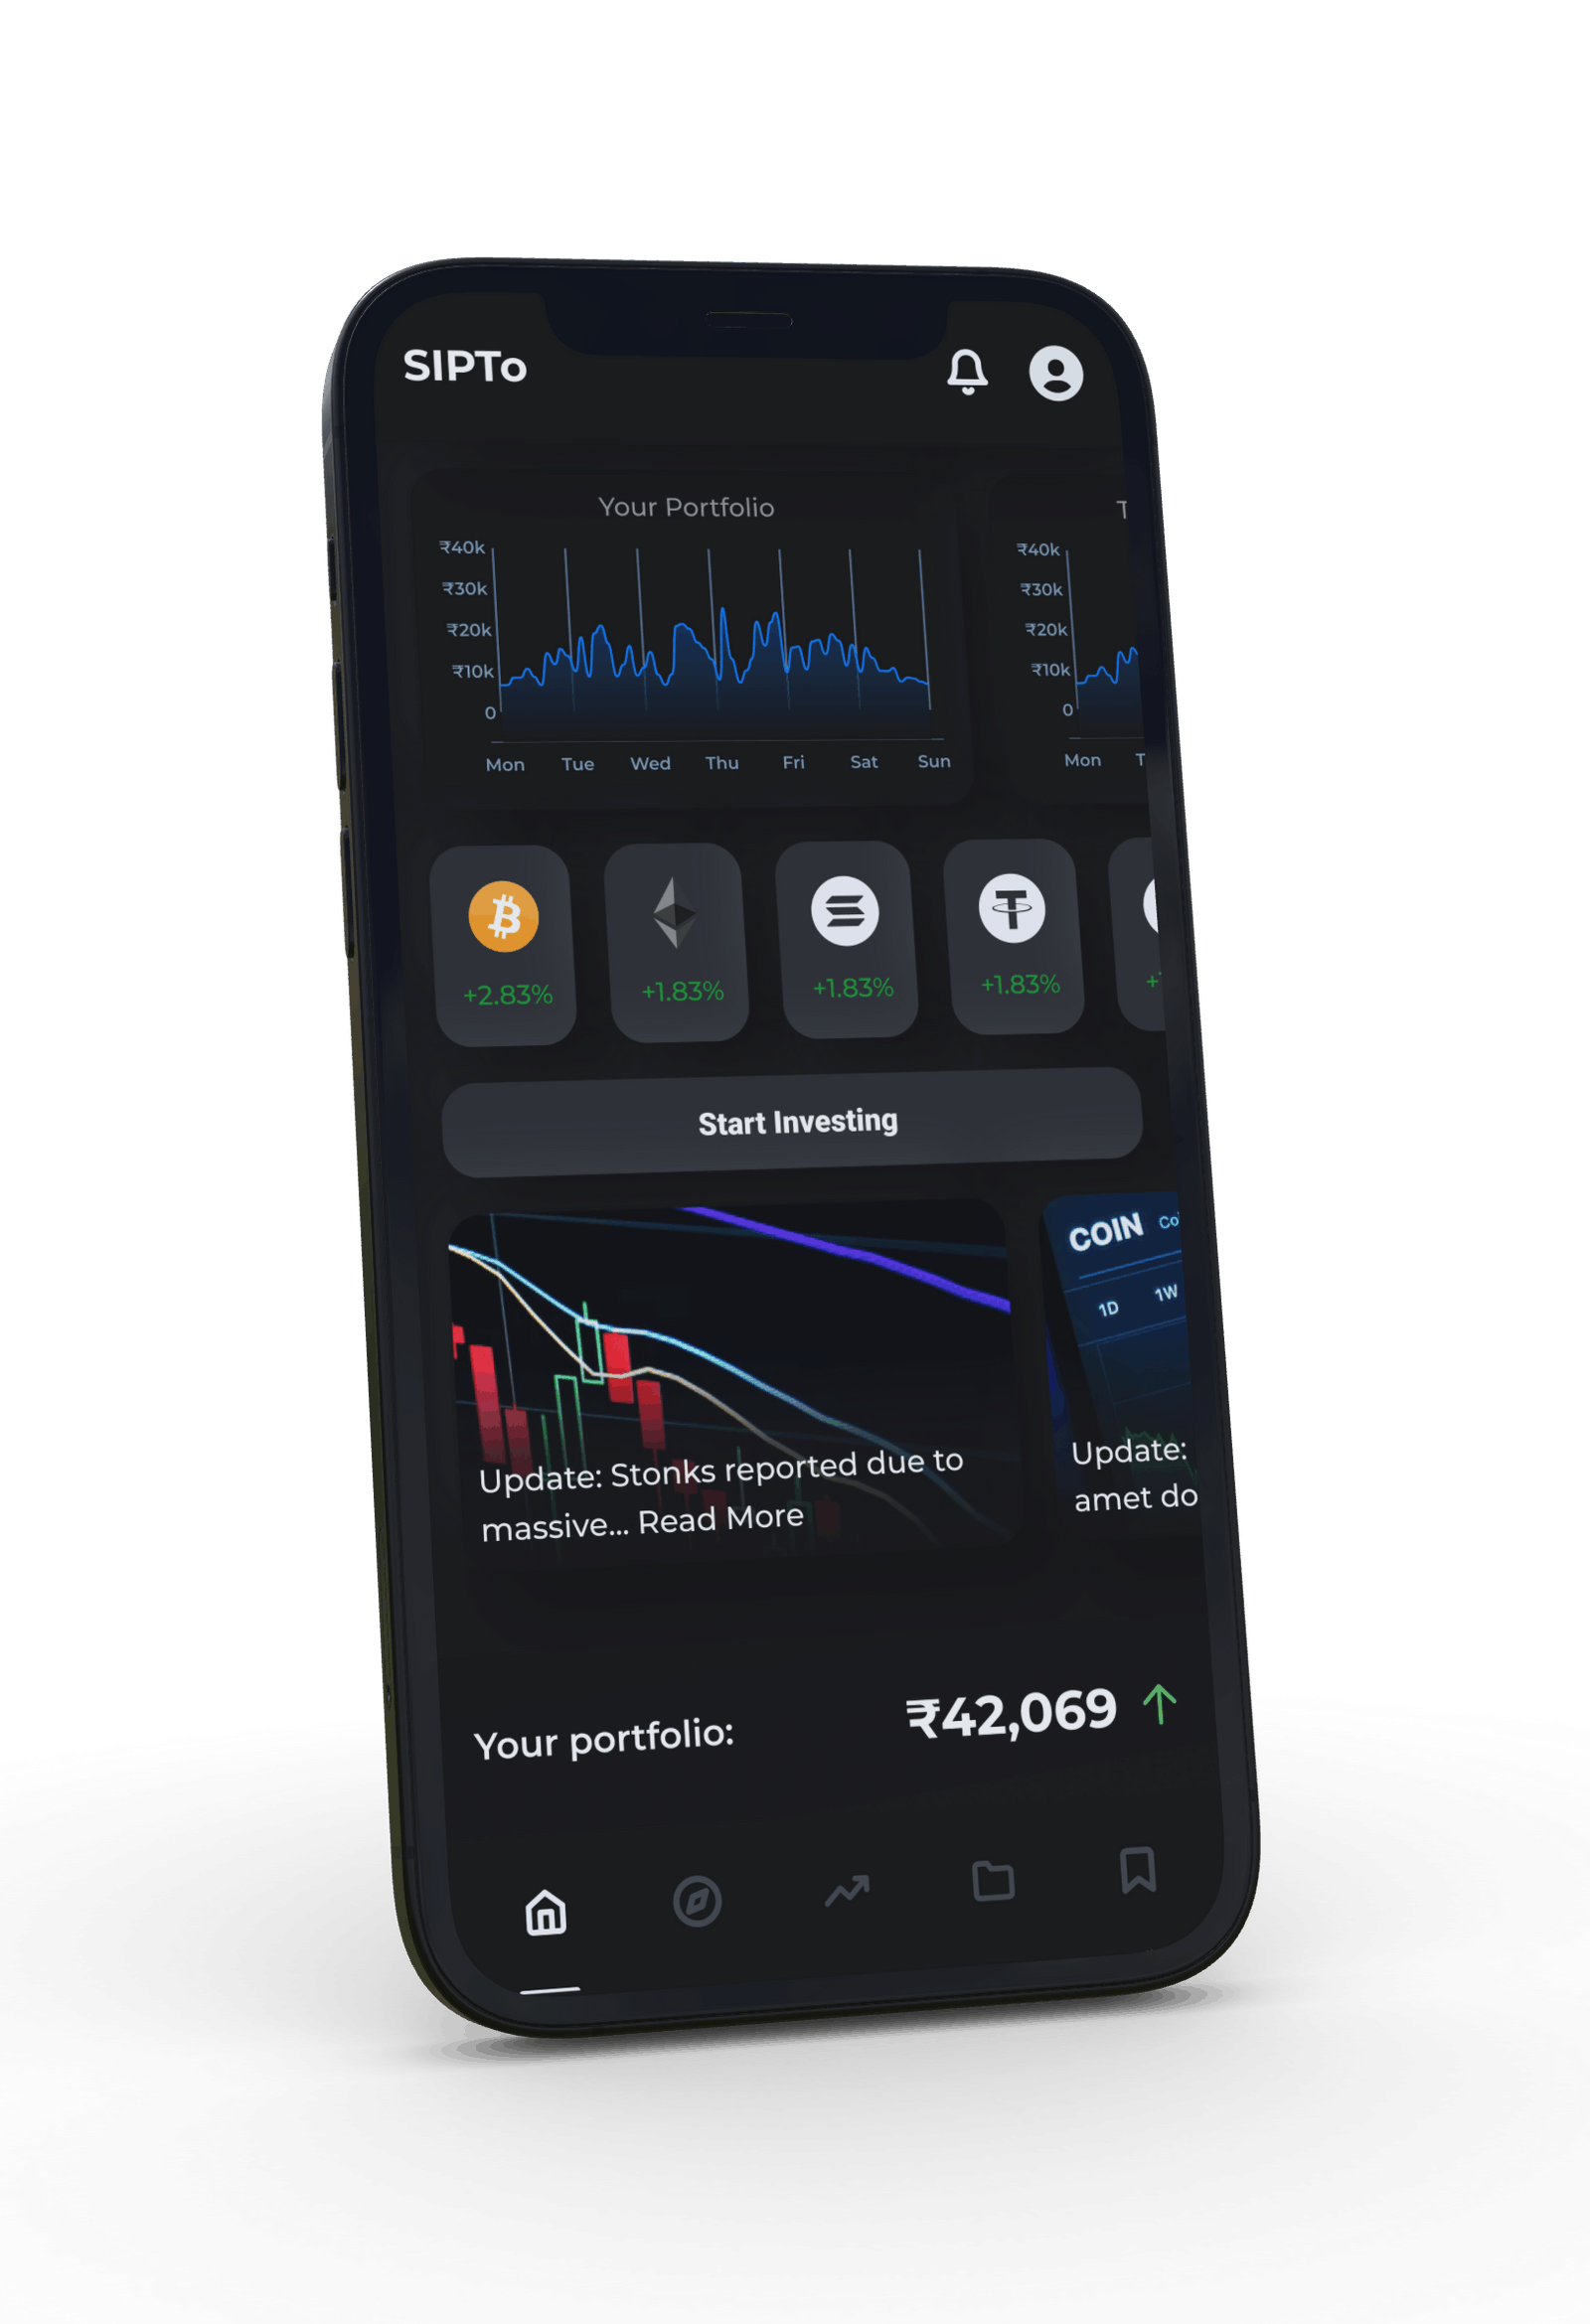 SIPTo
Your Portfolio
₹40k
₹30k
₹20k
₹10k
0
Mon Tue Wed Thu Fri Sat Sun
T
₹40k
₹30k
₹20k
₹10k
0
Mon T
+2.83%
+1.83%
+1.83%
+1.83%
Start Investing
Update: Stonks reported due to
massive... Read More
COIN
1D 1W
Update:
amet do
Your portfolio:
₹42,069